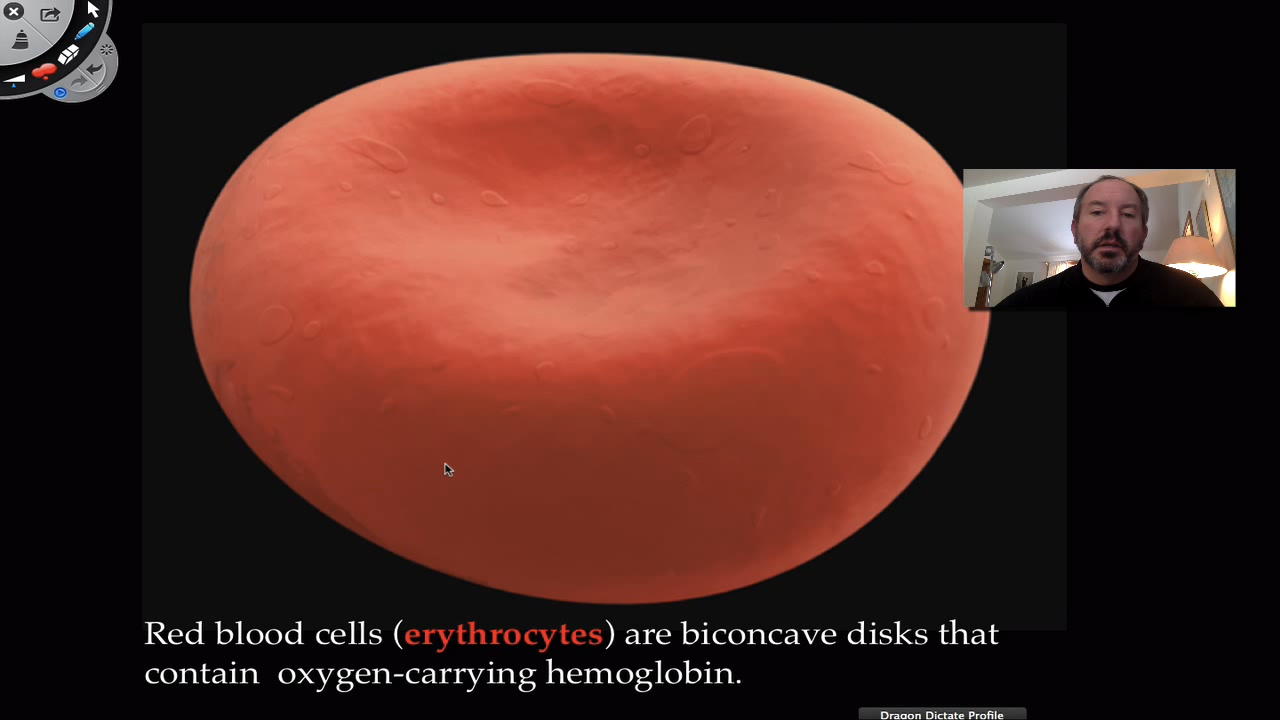 Red blood cells (erythrocytes) are biconcave disks that
contain  oxygen-carrying hemoglobin.
Dragon Dictate Profile